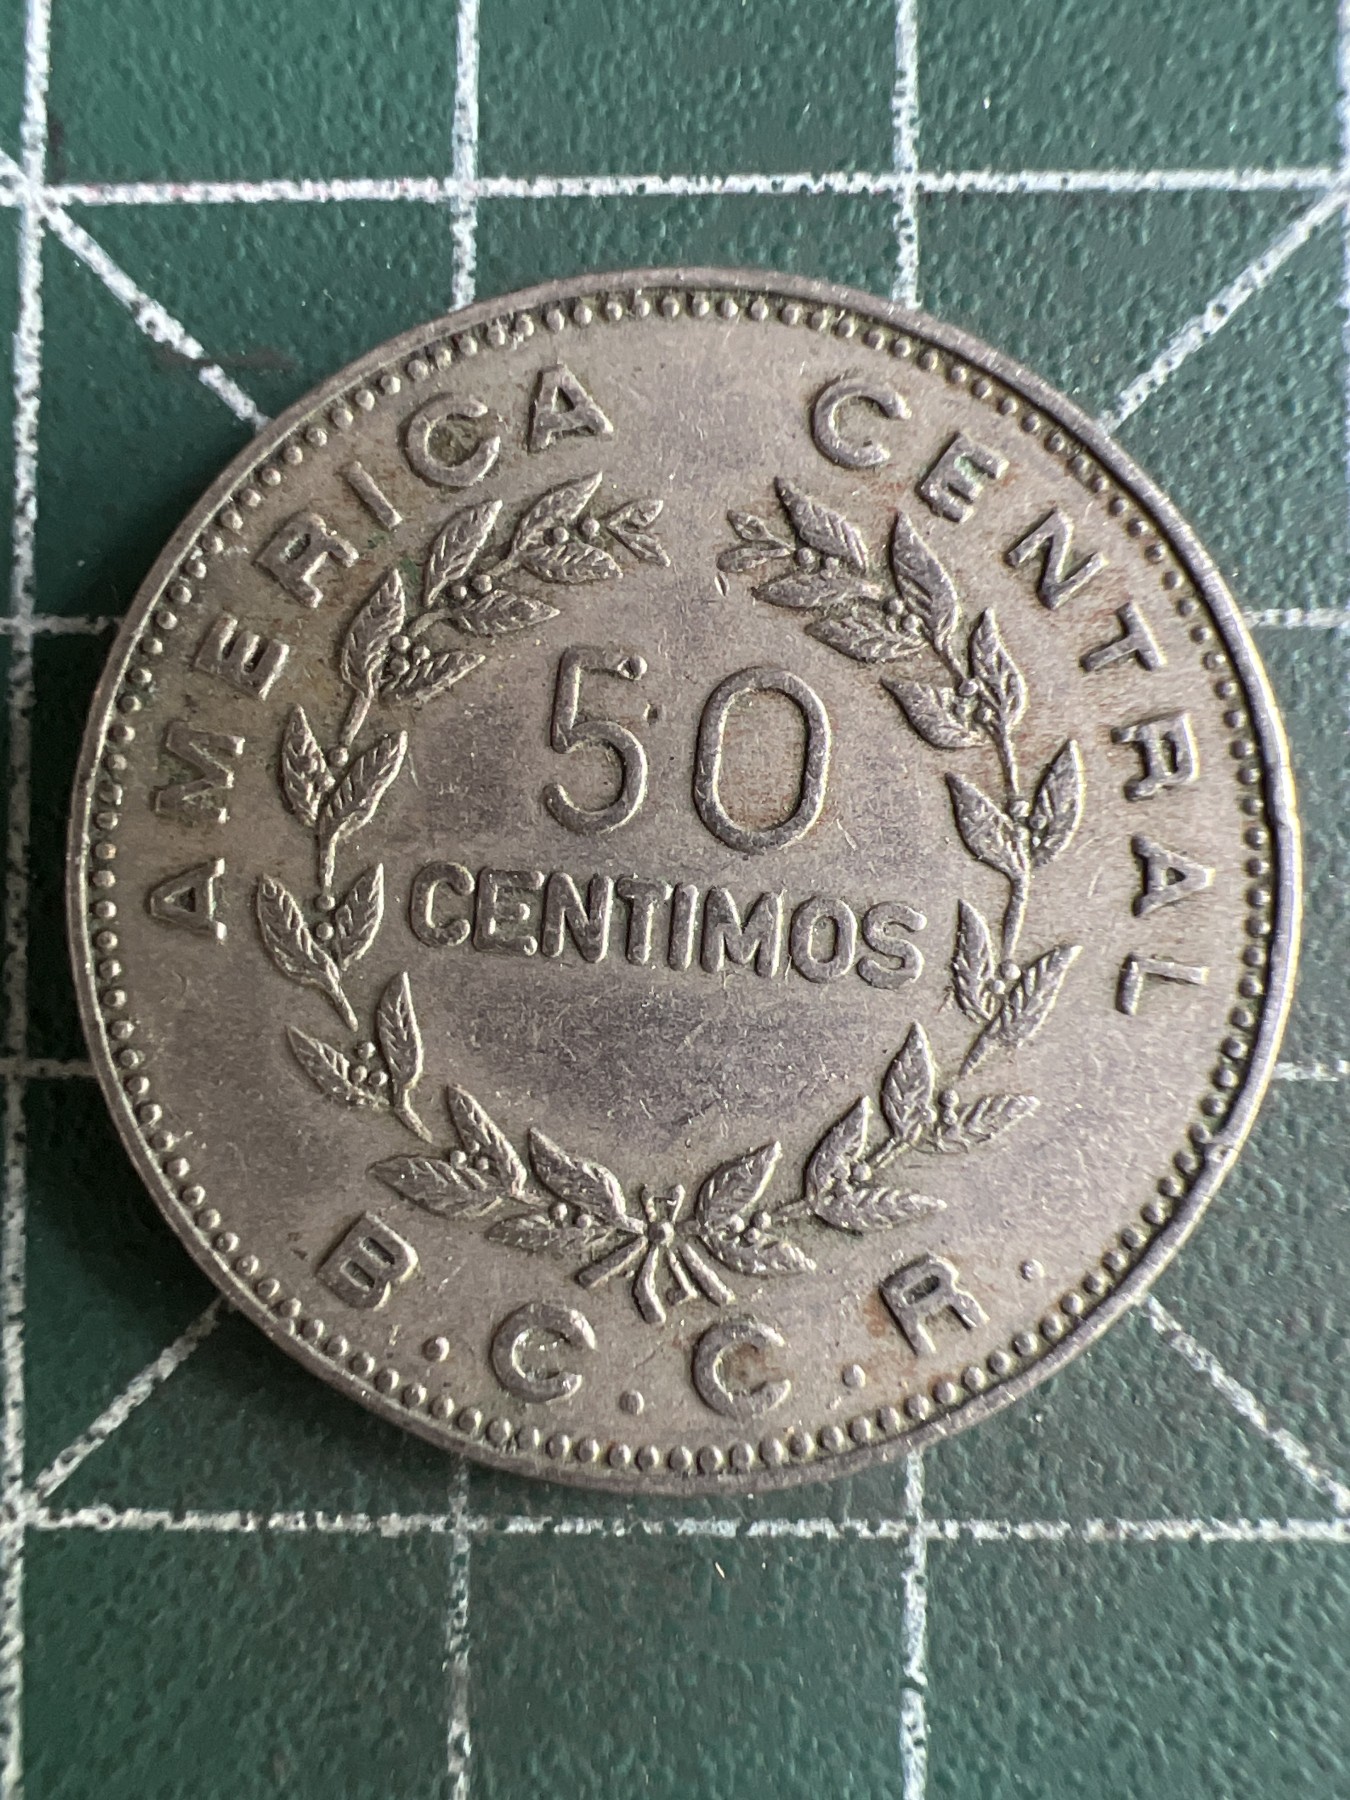 AMERICA CENTRAL
50
CENTIMOS
B.C.C.R.